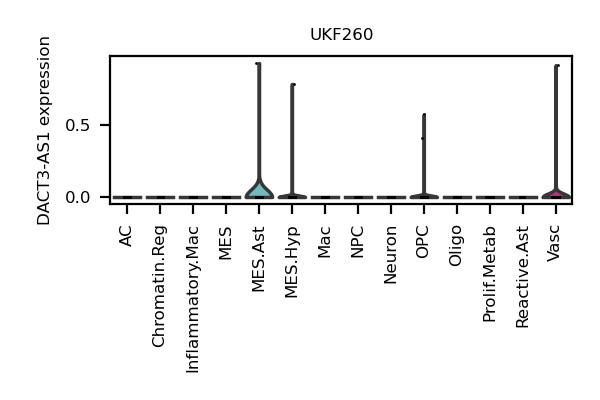 UKF260
DACT3-AS1 expression
0.5
0.0
AC
Chromatin.Reg
Inflammatory.Mac
MES
MES.Ast
MES.Hyp
Mac
NPC
Neuron
OPC
Oligo
Prolif.Metab
Reactive.Ast
Vasc